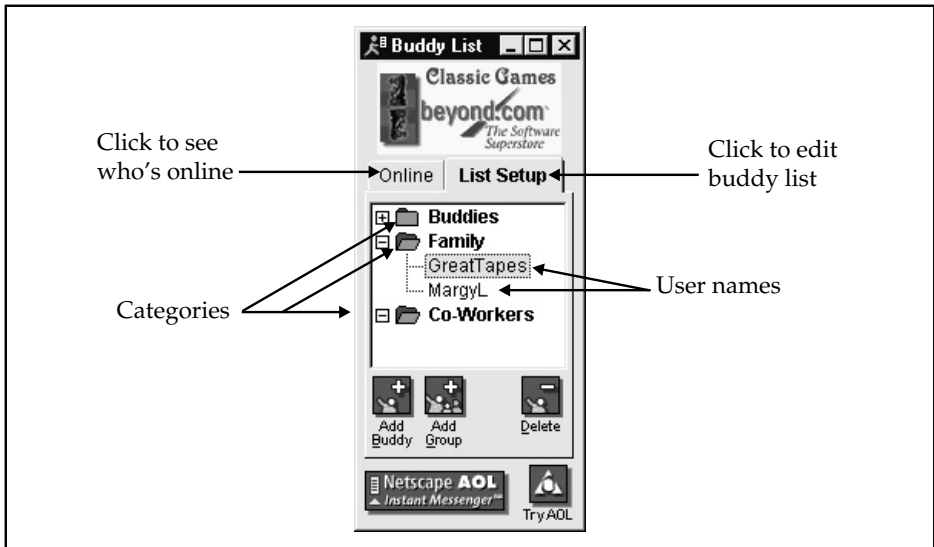 Buddy List
Classic Games
beyond.com
The Software
Superstore
Click to see
who's online
Online
List Setup
Click to edit
buddy list
Buddies
Family
GreatTapes
MargyL
User names
Categories
Co-Workers
Add
Buddy
Add
Group
Delete
Netscape AOL
Instant Messenger™
Try AOL